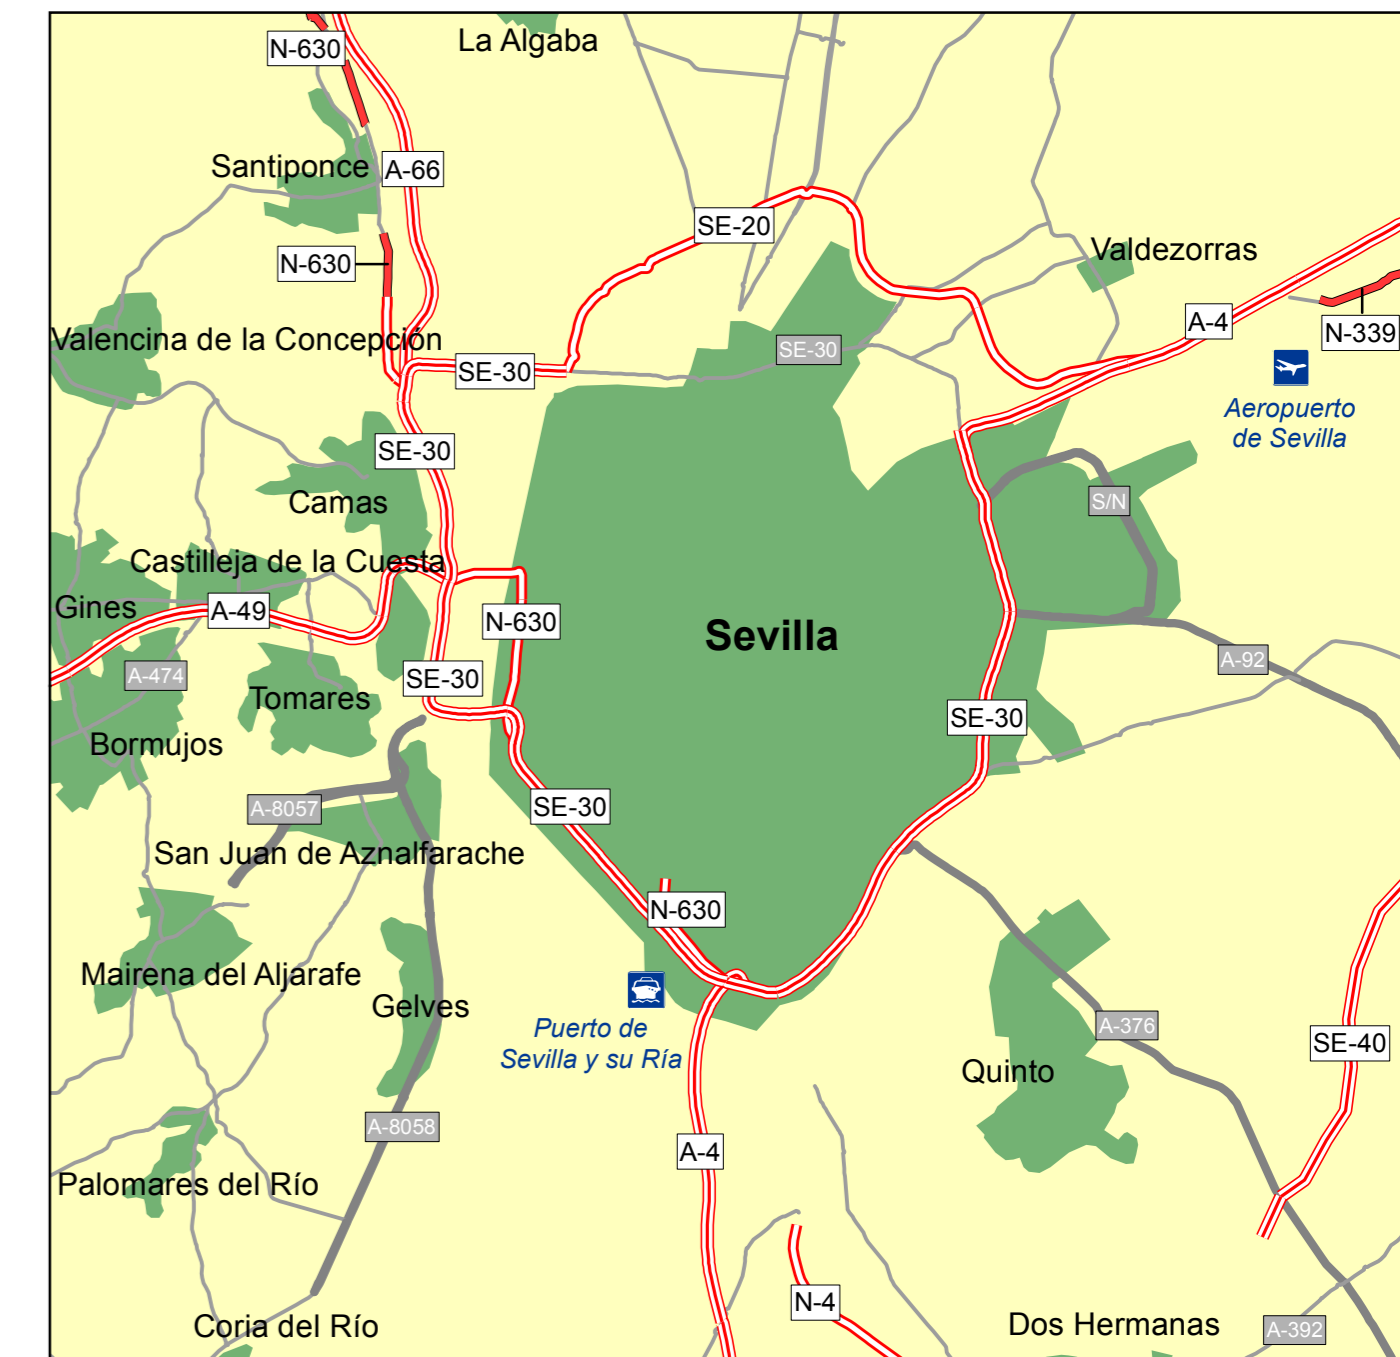 La Algaba
N-630
Santiponce
A-66
SE-20
N-630
Valdezorras
A-4
N-339
Valencina de la Concepción
SE-30
SE-30
Aeropuerto
de Sevilla
SE-30
Camas
S/N
Castilleja de la Cuesta
Gines
A-49
N-630
Sevilla
A-474
A-92
SE-30
Tomares
SE-30
Bormujos
A-8057
SE-30
San Juan de Aznalfarache
N-630
Mairena del Aljarafe
Gelves
Puerto de
Sevilla y su Ría
A-376
SE-40
Quinto
A-8058
A-4
Palomares del Río
N-4
Coria del Río
Dos Hermanas
A-392